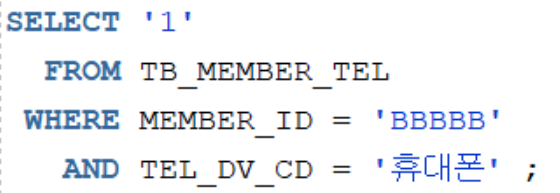 SELECT '1'
FROM TB_MEMBER_TEL
WHERE MEMBER_ID = 'BBBBB'
AND TEL_DV_CD = '휴대폰' ;